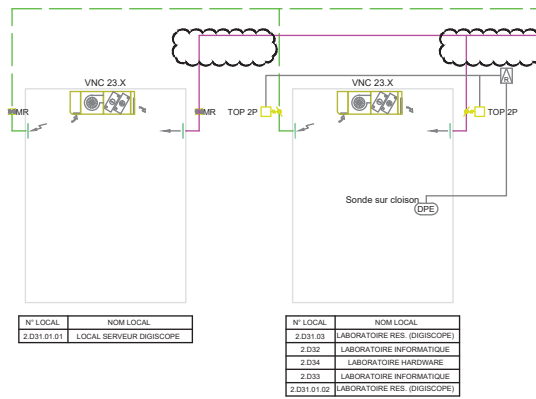 VNC 23.X
VNC 23.X
R
MR
MR
TOP 2P
TOP 2P
Sonde sur cloison
DPE
N° LOCAL NOM LOCAL
2.D31.01.01 LOCAL SERVEUR DIGISCOPE
N° LOCAL NOM LOCAL
2.D31.03 LABORATOIRE RES. (DIGISCOPE)
2.D32 LABORATOIRE INFORMATIQUE
2.D34 LABORATOIRE HARDWARE
2.D33 LABORATOIRE INFORMATIQUE
2.D31.01.02 LABORATOIRE RES. (DIGISCOPE)